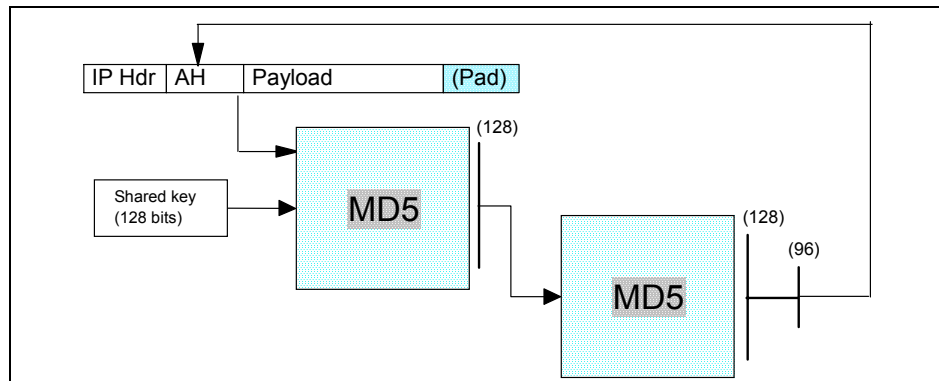 IP Hdr AH Payload (Pad)
(128)
Shared key
(128 bits)
MD5
(128)
(96)
MD5